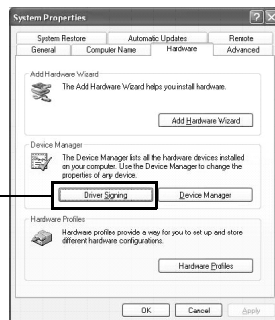 System Properties
System Restore Automatic Updates Remote
General Computer Name Hardware Advanced
Add Hardware Wizard
The Add Hardware Wizard helps you install hardware.
Add Hardware Wizard
Device Manager
The Device Manager lists all the hardware devices installed
on your computer. Use the Device Manager to change the
properties of any device.
Driver Signing Device Manager
Hardware Profiles
Hardware profiles provide a way for you to set up and store
different hardware configurations.
Hardware Profiles
OK Cancel Apply